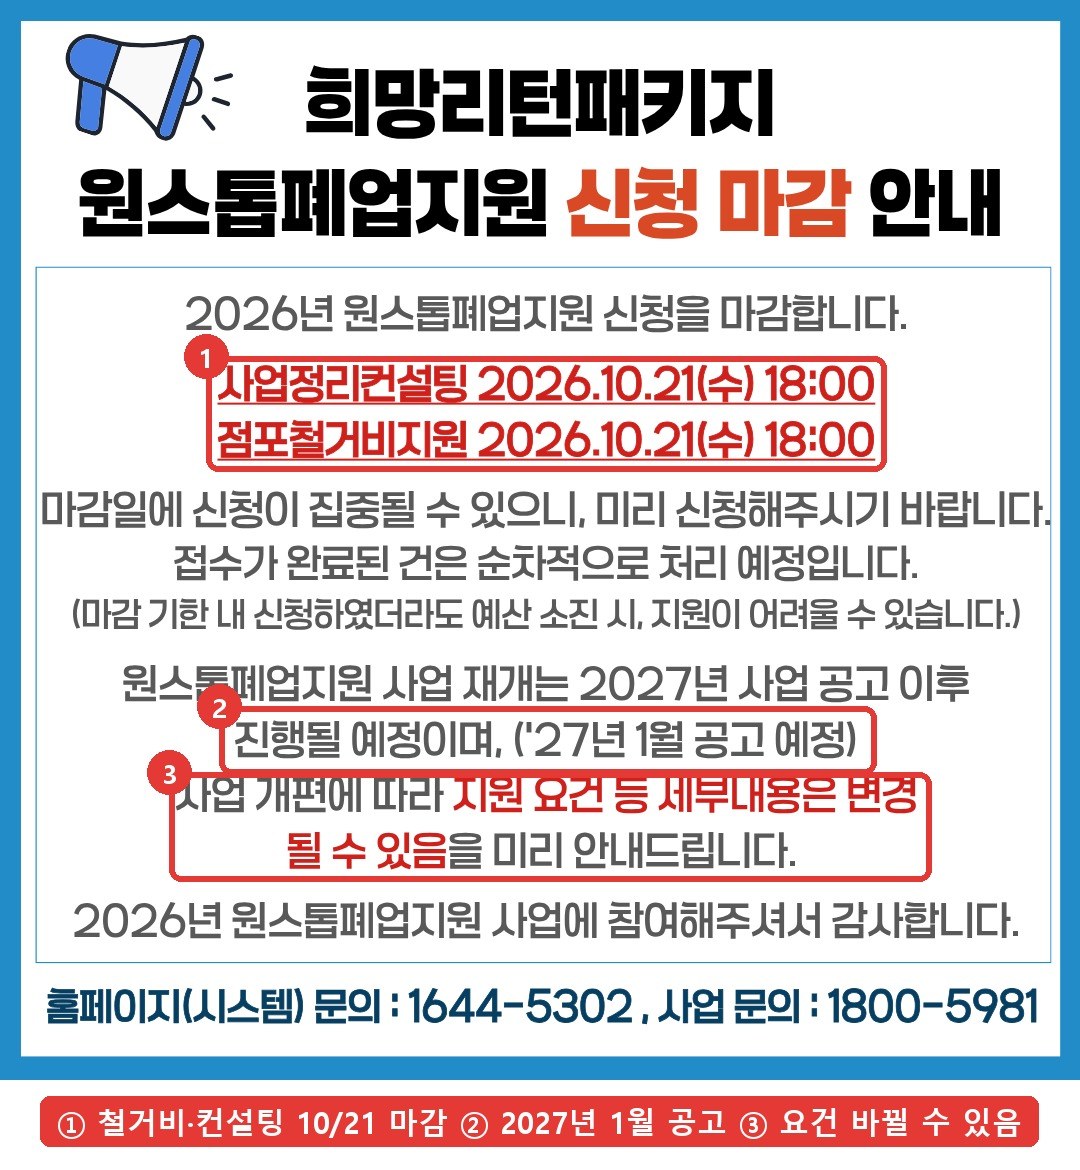 희망리턴패키지
원스톱폐업지원 신청 마감 안내
2026년 원스톱폐업지원 신청을 마감합니다.
1
사업정리컨설팅 2026.10.21(수) 18:00
점포철거비지원 2026.10.21(수) 18:00
마감일에 신청이 집중될 수 있으니, 미리 신청해주시기 바랍니다.
접수가 완료된 건은 순차적으로 처리 예정입니다.
(마감 기한 내 신청하였더라도 예산 소진 시, 지원이 어려울 수 있습니다.)
원스톱폐업지원 사업 재개는 2027년 사업 공고 이후
2
진행될 예정이며, ('27년 1월 공고 예정)
3
사업 개편에 따라 지원 요건 등 세부내용은 변경
될 수 있음을 미리 안내드립니다.
2026년 원스톱폐업지원 사업에 참여해주셔서 감사합니다.
홈페이지(시스템) 문의 : 1644-5302 , 사업 문의 : 1800-5981
① 철거비·컨설팅 10/21 마감 ② 2027년 1월 공고 ③ 요건 바뀔 수 있음